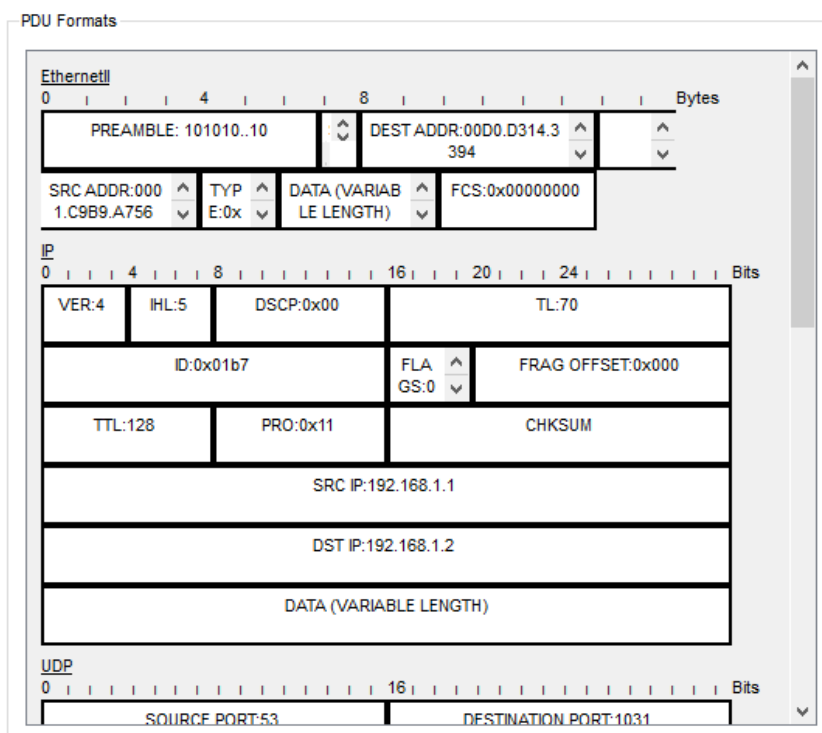 PDU Formats
EthernetII
0 4 8 Bytes
PREAMBLE: 101010..10
DEST ADDR:00D0.D314.3
394
SRC ADDR:000
1.C9B9.A756
TYP
E:0x
DATA (VARIAB
LE LENGTH)
FCS:0x00000000
IP
0 4 8 16 20 24 Bits
VER:4 IHL:5 DSCP:0x00 TL:70
ID:0x01b7
FLA
GS:0
FRAG OFFSET:0x000
TTL:128 PRO:0x11 CHKSUM
SRC IP:192.168.1.1
DST IP:192.168.1.2
DATA (VARIABLE LENGTH)
UDP
0 16 Bits
SOURCE PORT:53 DESTINATION PORT:1031